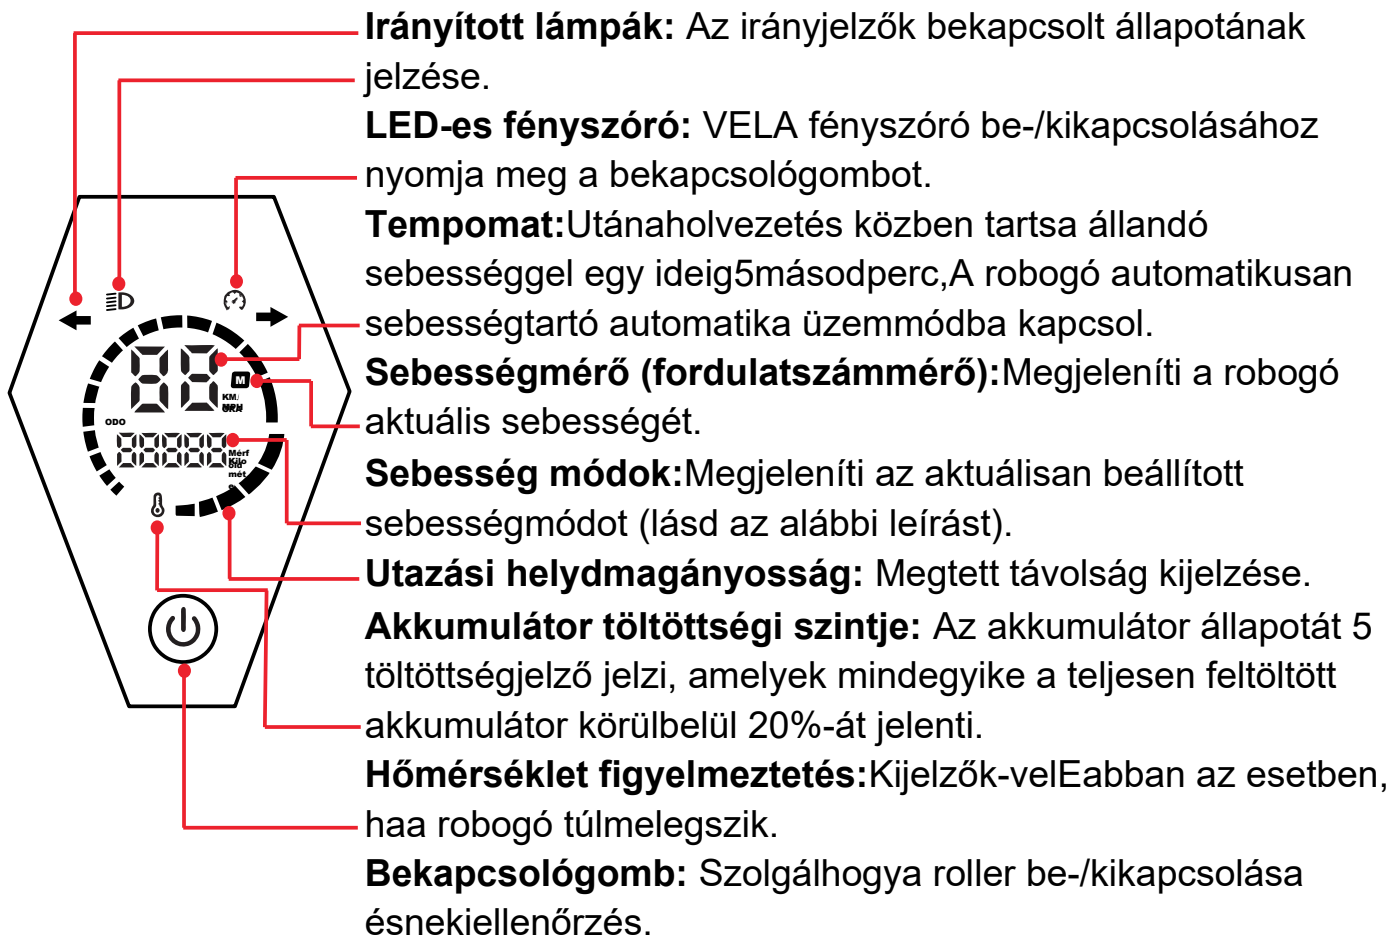 Irányított lámpák: Az irányjelzők bekapcsolt állapotának
jelzése.
LED-es fényszóró: VELA fényszóró be-/kikapcsolásához
nyomja meg a bekapcsológombot.
Tempomat:Utánaholvezetés közben tartsa állandó
sebességgel egy ideig5másodperc,A robogó automatikusan
sebességtartó automatika üzemmódba kapcsol.
Sebességmérő (fordulatszámmérő):Megjeleníti a robogó
aktuális sebességét.
Sebesség módok:Megjeleníti az aktuálisan beállított
sebességmódot (lásd az alábbi leírást).
Utazási helydmagányosság: Megtett távolság kijelzése.
Akkumulátor töltöttségi szintje: Az akkumulátor állapotát 5
töltöttségjelző jelzi, amelyek mindegyike a teljesen feltöltött
akkumulátor körülbelül 20%-át jelenti.
Hőmérséklet figyelmeztetés:Kijelzők-velEabban az esetben,
haa robogó túlmelegszik.
Bekapcsológomb: Szolgálhogya roller be-/kikapcsolása
ésnekiellenőrzés.
88
M
KM/
ODO
88888
Mérf
mét